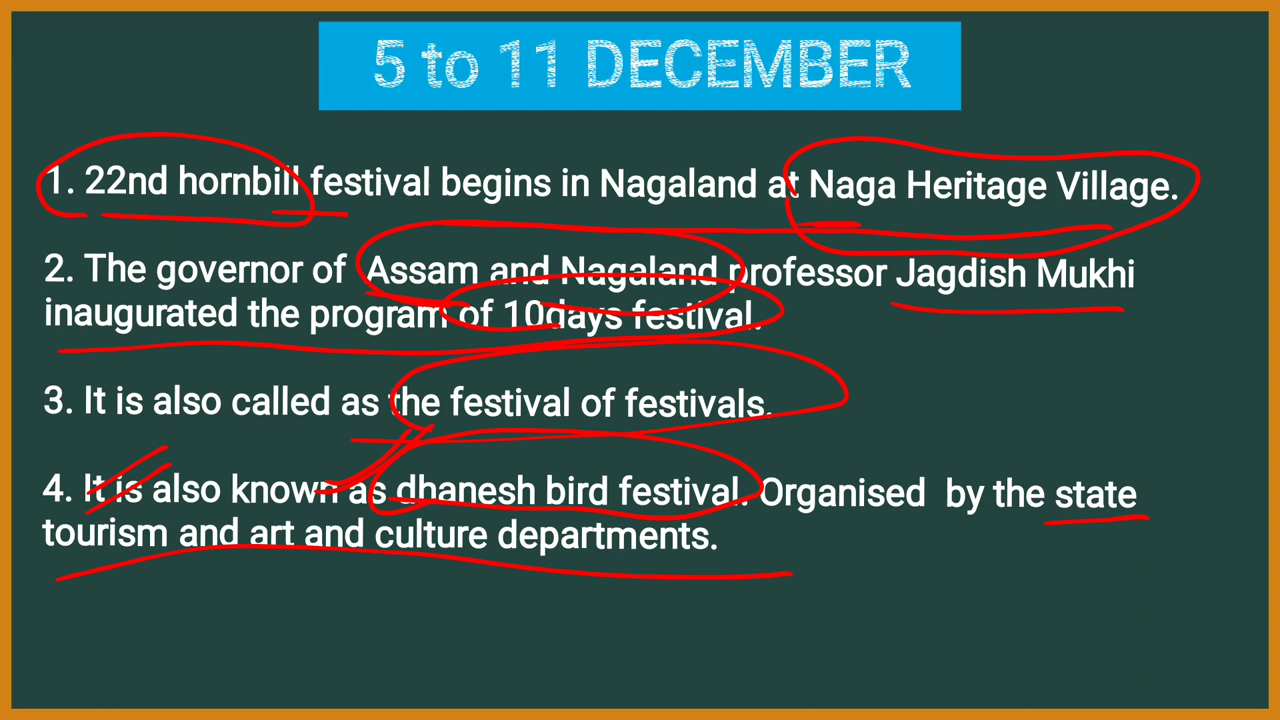 5 to 11 DECEMBER
1. 22nd hornbill festival begins in Nagaland at Naga Heritage Village.
2. The governor of Assam and Nagaland professor Jagdish Mukhi
inaugurated the program of 10days festival.
3. It is also called as the festival of festivals.
4. It is also known as dhanesh bird festival. Organised by the state
tourism and art and culture departments.